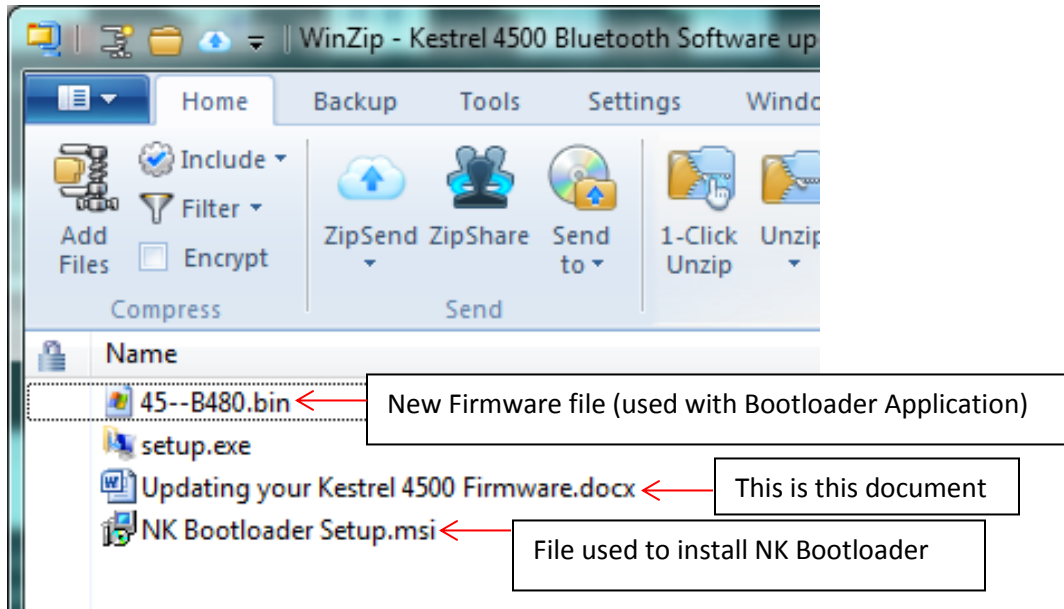 WinZip - Kestrel 4500 Bluetooth Software up
Home Backup Tools Settings Windo
Include
Filter
Encrypt
Add Files
Compress
ZipSend
ZipShare
Send to
Send
1-Click Unzip
Unzip
Name
45--B480.bin
New Firmware file (used with Bootloader Application)
setup.exe
Updating your Kestrel 4500 Firmware.docx
This is this document
NK Bootloader Setup.msi
File used to install NK Bootloader